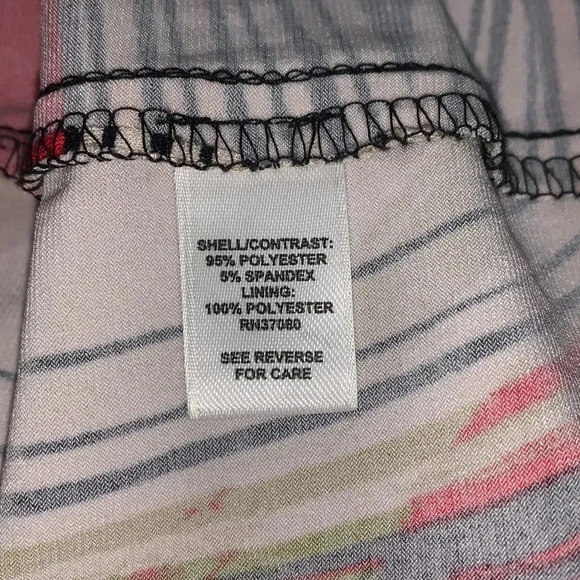 SHELL/CONTRAST:
95% POLYESTER
5% SPANDEX
LINING:
100% POLYESTER
RN37080
SEE REVERSE
FOR CARE